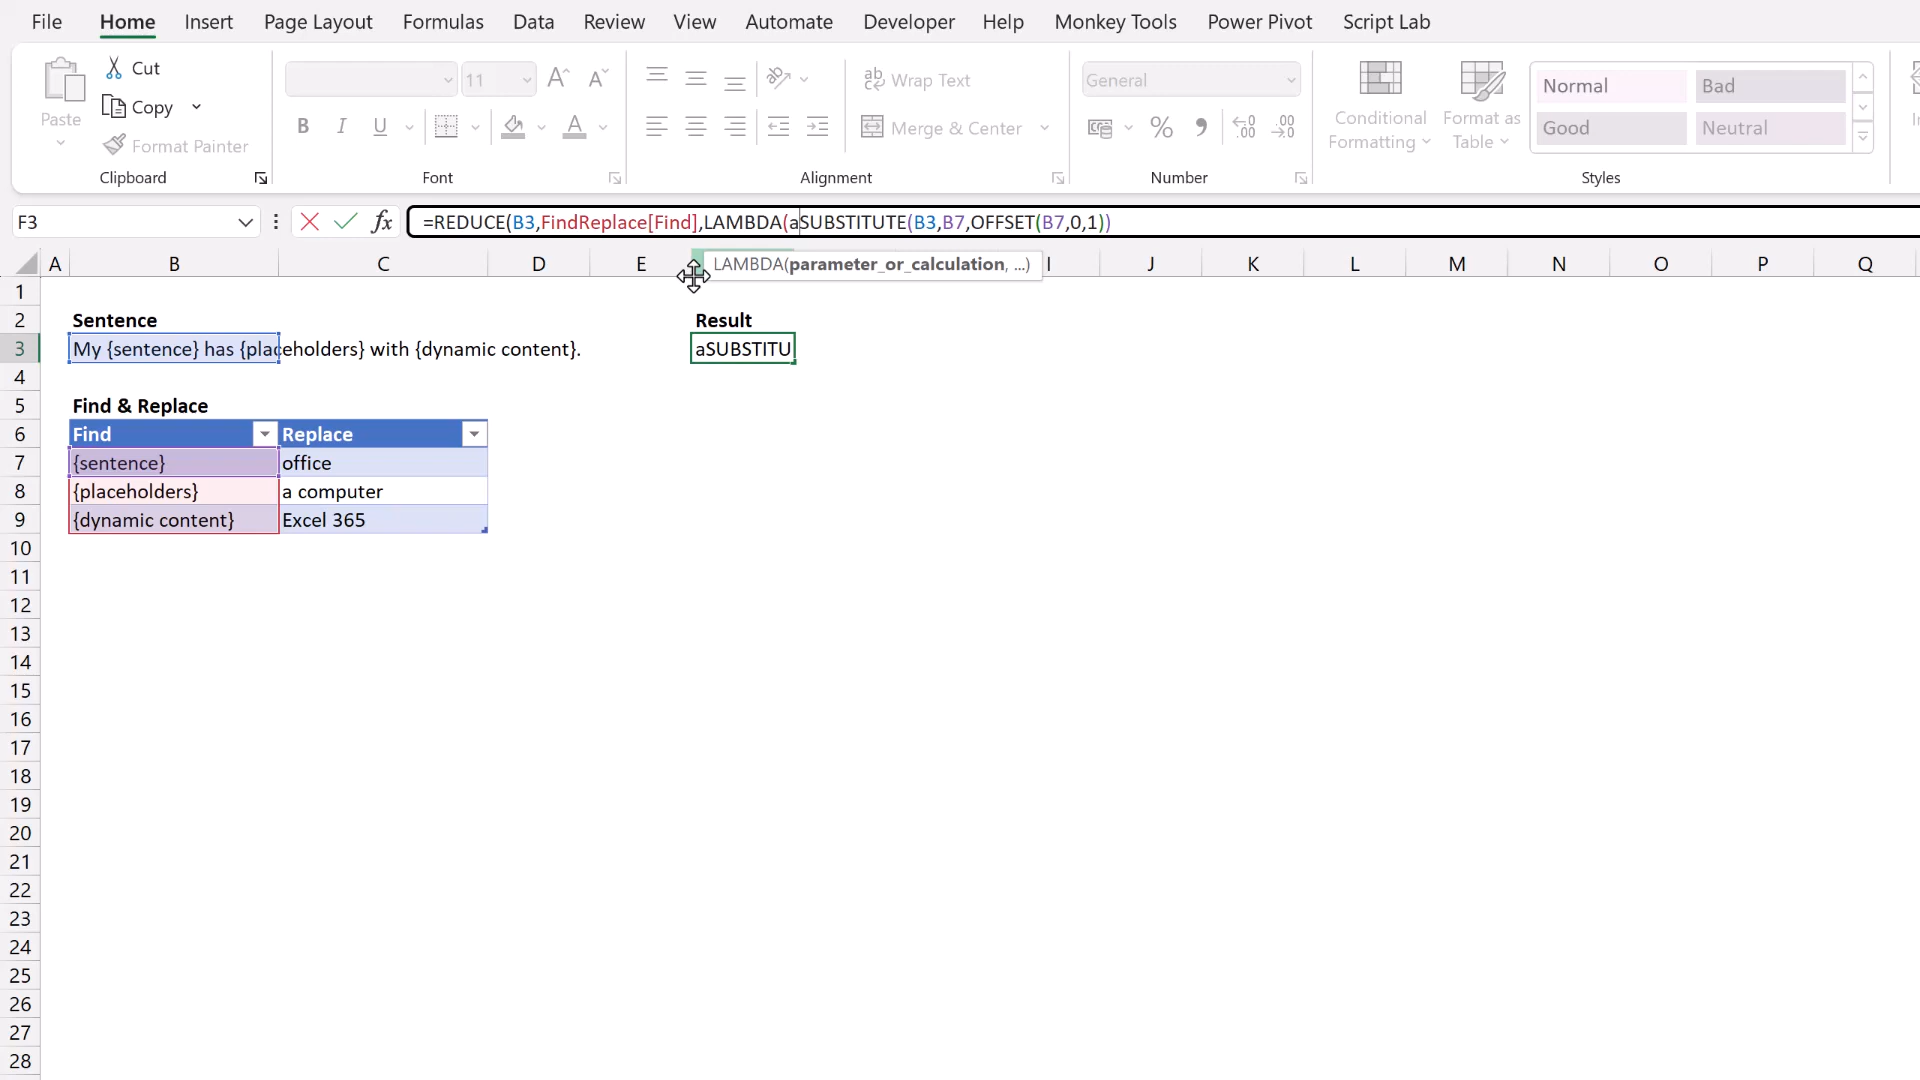 File Home Insert Page Layout Formulas Data Review View Automate Developer Help Monkey Tools Power Pivot Script Lab
Paste
Cut
Copy
Format Painter
Clipboard
11
B I U
Font
Wrap Text
Merge & Center
Alignment
General
Number
Conditional Formatting
Format as Table
Normal Bad
Good Neutral
Styles
F3
fx
=REDUCE(B3,FindReplace[Find],LAMBDA(aSUBSTITUTE(B3,B7,OFFSET(B7,0,1))
LAMBDA(parameter_or_calculation, ...)
A B C D E I J K L M N O P Q
1
2 Sentence Result
3 My {sentence} has {placeholders} with {dynamic content}. aSUBSTITU
4
5 Find & Replace
6 Find Replace
7 {sentence} office
8 {placeholders} a computer
9 {dynamic content} Excel 365
10
11
12
13
14
15
16
17
18
19
20
21
22
23
24
25
26
27
28